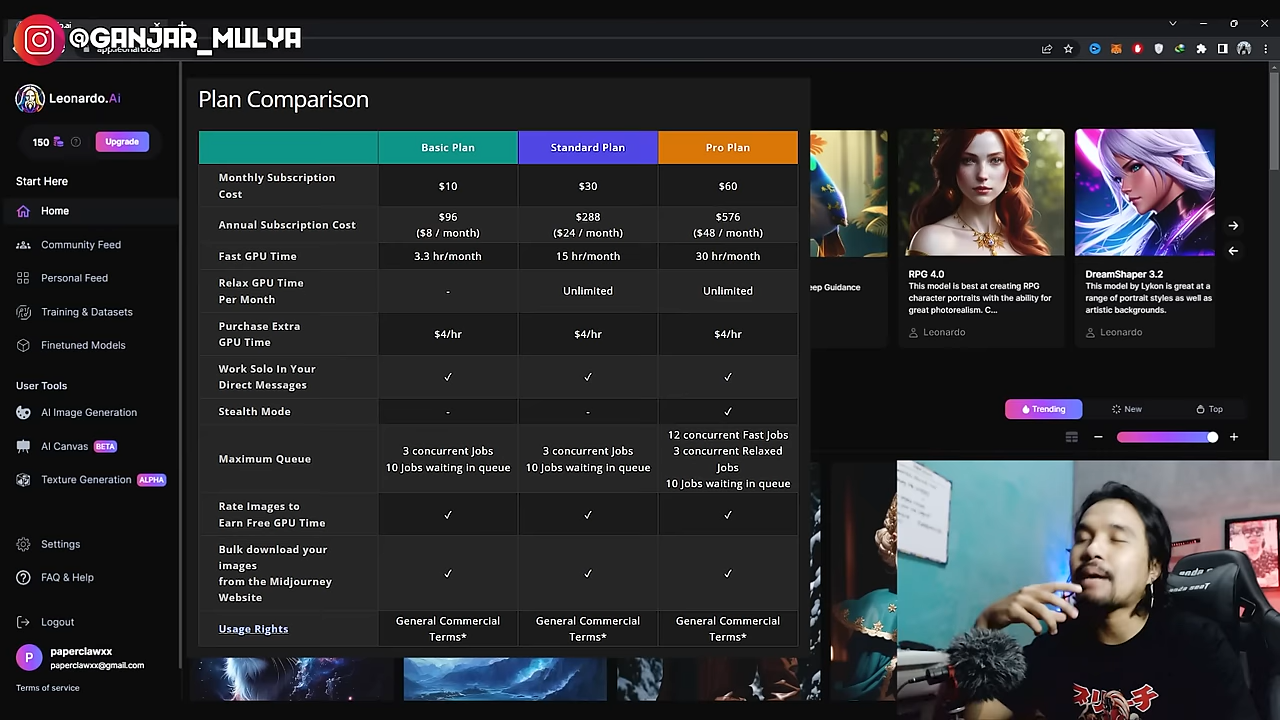 @GANJAR_MULYA
Leonardo.Ai
150
Upgrade
Start Here
Home
Community Feed
Personal Feed
Training & Datasets
Finetuned Models
User Tools
AI Image Generation
AI Canvas BETA
Texture Generation ALPHA
Settings
FAQ & Help
Logout
P
paperclawxx
paperclawxx@gmail.com
Terms of service
Plan Comparison
Basic Plan Standard Plan Pro Plan
Monthly Subscription
Cost
$10 $30 $60
Annual Subscription Cost
$96 $288 $576
($8 / month) ($24 / month) ($48 / month)
Fast GPU Time 3.3 hr/month 15 hr/month 30 hr/month
Relax GPU Time
Per Month
- Unlimited Unlimited
Purchase Extra
GPU Time
$4/hr $4/hr $4/hr
Work Solo In Your
Direct Messages
✓ ✓ ✓
Stealth Mode - - ✓
Maximum Queue
3 concurrent Jobs
10 Jobs waiting in queue
3 concurrent Jobs
10 Jobs waiting in queue
12 concurrent Fast Jobs
3 concurrent Relaxed
Jobs
10 Jobs waiting in queue
Rate Images to
Earn Free GPU Time
✓ ✓ ✓
Bulk download your
images
from the Midjourney
Website
✓ ✓ ✓
Usage Rights
General Commercial
Terms*
General Commercial
Terms*
General Commercial
Terms*
eep Guidance
RPG 4.0
This model is best at creating RPG
character portraits with the ability for
great photorealism. C...
Leonardo
DreamShaper 3.2
This model by Lykon is great at a
range of portrait styles as well as
artistic backgrounds.
Leonardo
Trending
New
Top